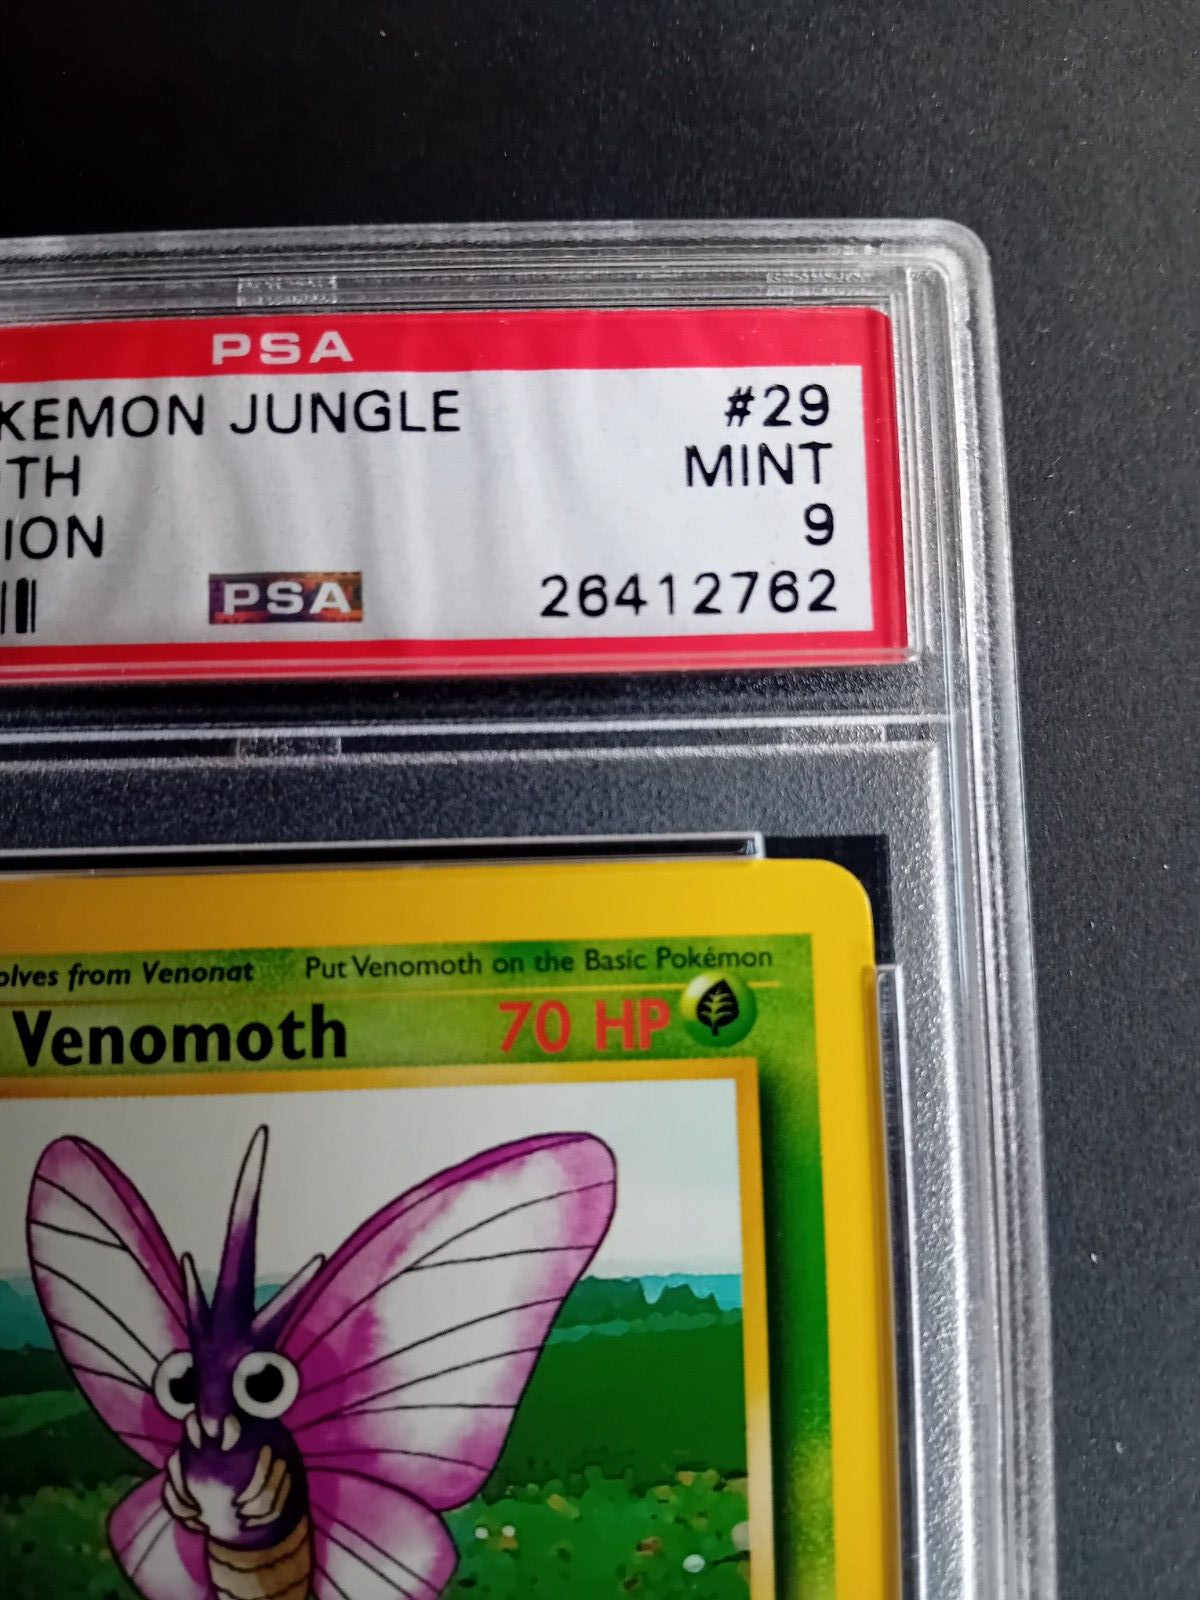 PSA
KEMON JUNGLE #29
TH MINT
ION 9
PSA 26412762
olves from Venonat Put Venomoth on the Basic Pokémon
Venomoth 70 HP